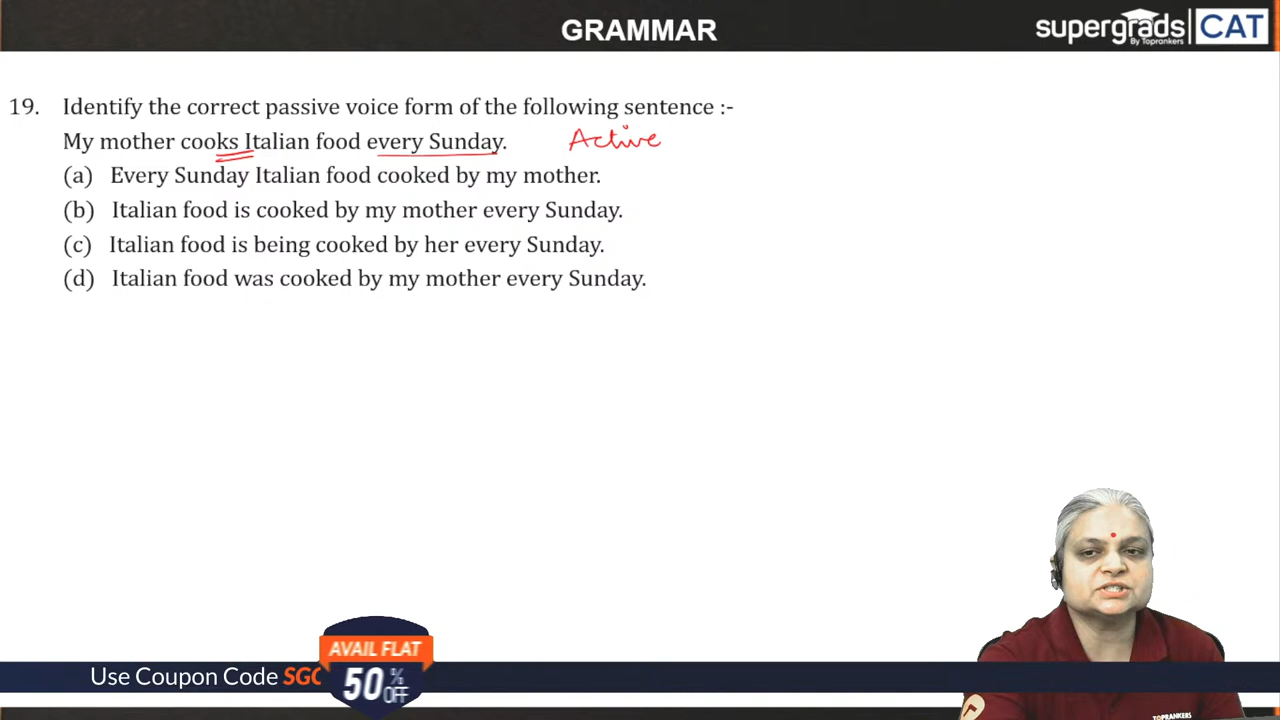 GRAMMAR
supergrads CAT
By Toprankers
19. Identify the correct passive voice form of the following sentence :-
My mother cooks Italian food every Sunday. Active
(a) Every Sunday Italian food cooked by my mother.
(b) Italian food is cooked by my mother every Sunday.
(c) Italian food is being cooked by her every Sunday.
(d) Italian food was cooked by my mother every Sunday.
AVAIL FLAT
Use Coupon Code SGC 50% OFF
TOPRANKERS